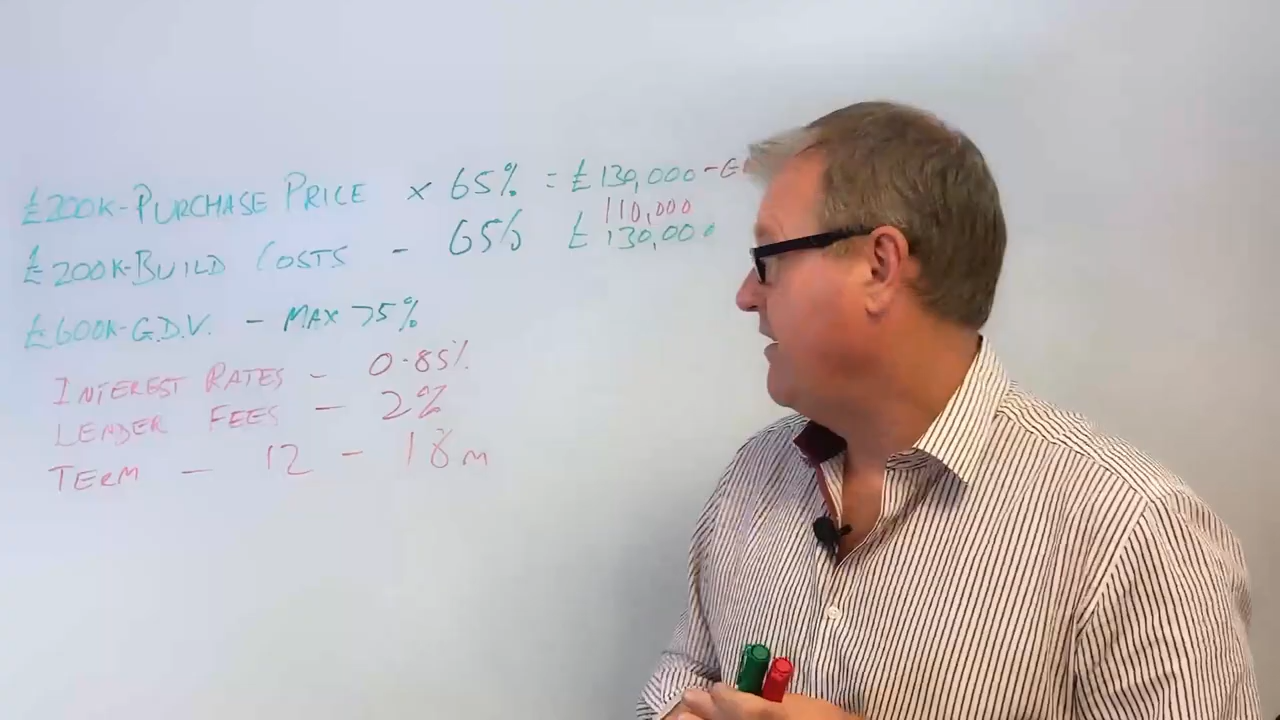 £200K-PURCHASE PRICE × 65% = £130,000-G
110,000
£200K-BUILD COSTS - 65% £130,000
£600K-G.D.V. - MAX 75%
INTEREST RATES - 0.85%
LENDER FEES - 2%
TERM - 12 - 18m